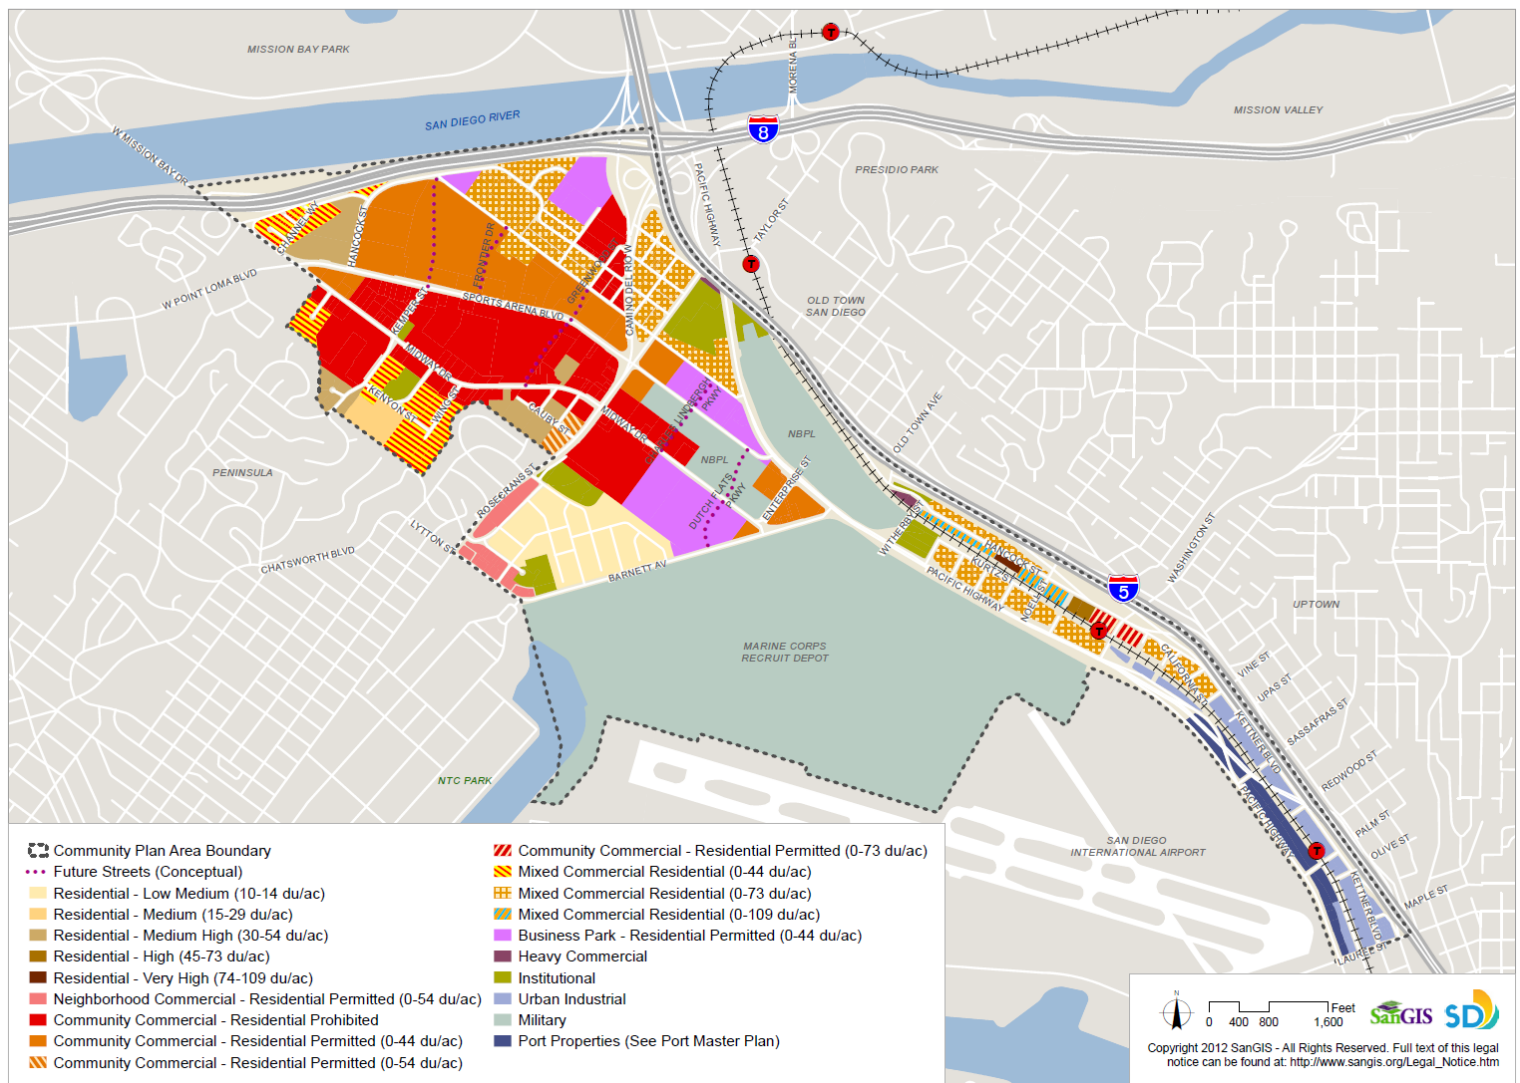 MISSION BAY PARK
SAN DIEGO RIVER
MORENA BL
MISSION VALLEY
8
W MISSION BAY DR
PRESIDIO PARK
PACIFIC HIGHWAY
TAYLOR ST
T
T
CHANNEL WY
HANCOCK ST
FRONTIER DR
GREENWOOD ST
CAMINO DEL RIO W
W POINT LOMA BLVD
KEMPER ST
SPORTS ARENA BLVD
OLD TOWN
SAN DIEGO
MIDWAY DR
KENYON ST
WING ST
GAUBY ST
MIDWAY DR
CHARLES LINDBERGH
PKWY
NBPL
OLD TOWN AVE
NBPL
PENINSULA
ROSECRANS ST
DUTCH FLATS
PKWY
ENTERPRISE ST
LYTTON ST
CHATSWORTH BLVD
BARNETT AV
WITHERBY ST
HANCOCK ST
KURTZ ST
PACIFIC HIGHWAY
NOELL ST
WASHINGTON ST
5
T
UPTOWN
MARINE CORPS
RECRUIT DEPOT
CALIFORNIA ST
VINE ST
UPAS ST
SASSAFRAS ST
KETTNER BLVD
REDWOOD ST
PACIFIC HIGHWAY
PALM ST
OLIVE ST
T
NTC PARK
SAN DIEGO
INTERNATIONAL AIRPORT
KETTNER BLVD
MAPLE ST
LAUREL ST
Community Plan Area Boundary
Future Streets (Conceptual)
Residential - Low Medium (10-14 du/ac)
Residential - Medium (15-29 du/ac)
Residential - Medium High (30-54 du/ac)
Residential - High (45-73 du/ac)
Residential - Very High (74-109 du/ac)
Neighborhood Commercial - Residential Permitted (0-54 du/ac)
Community Commercial - Residential Prohibited
Community Commercial - Residential Permitted (0-44 du/ac)
Community Commercial - Residential Permitted (0-54 du/ac)
Community Commercial - Residential Permitted (0-73 du/ac)
Mixed Commercial Residential (0-44 du/ac)
Mixed Commercial Residential (0-73 du/ac)
Mixed Commercial Residential (0-109 du/ac)
Business Park - Residential Permitted (0-44 du/ac)
Heavy Commercial
Institutional
Urban Industrial
Military
Port Properties (See Port Master Plan)
N
Feet
0 400 800 1,600
SanGIS
SD
Copyright 2012 SanGIS - All Rights Reserved. Full text of this legal
notice can be found at: http://www.sangis.org/Legal_Notice.htm